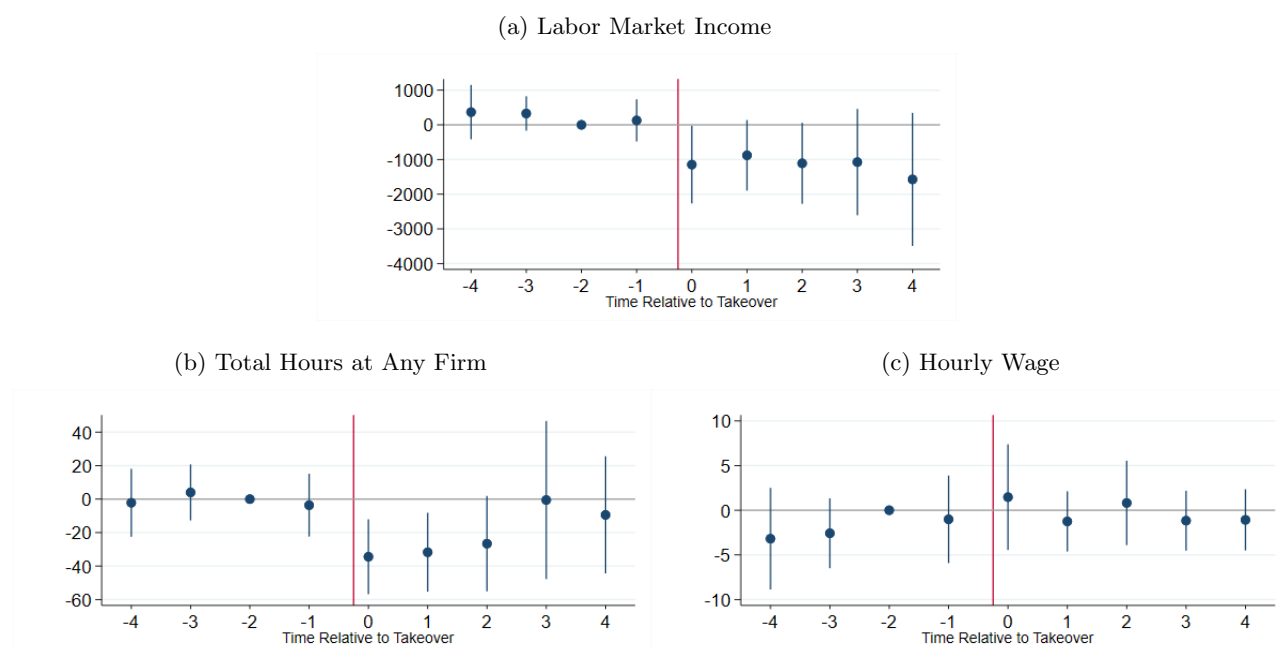 (a) Labor Market Income
1000
0
-1000
-2000
-3000
-4000
-4 -3 -2 -1 0 1 2 3 4
Time Relative to Takeover
(b) Total Hours at Any Firm
40
20
0
-20
-40
-60
-4 -3 -2 -1 0 1 2 3 4
Time Relative to Takeover
(c) Hourly Wage
10
5
0
-5
-10
-4 -3 -2 -1 0 1 2 3 4
Time Relative to Takeover